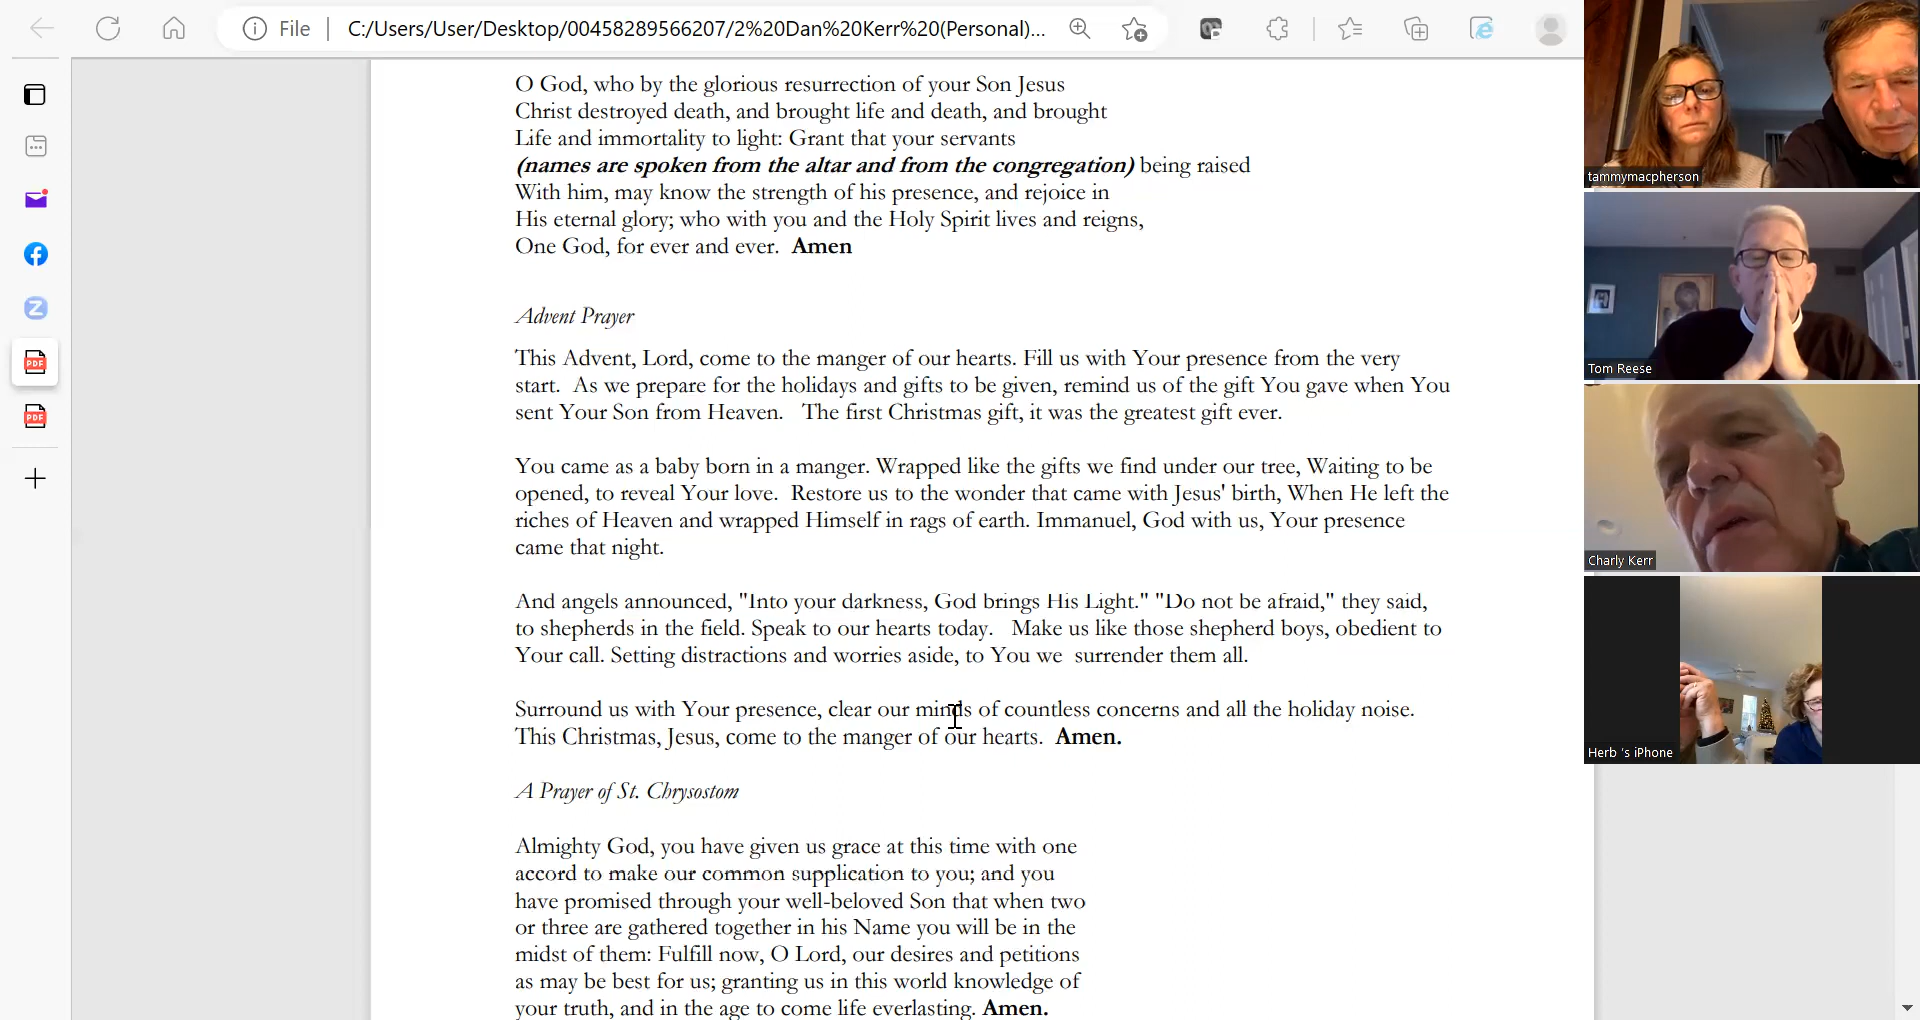 File
C:/Users/User/Desktop/00458289566207/2%20Dan%20Kerr%20(Personal)...
O God, who by the glorious resurrection of your Son Jesus
Christ destroyed death, and brought life and death, and brought
Life and immortality to light: Grant that your servants
(names are spoken from the altar and from the congregation) being raised
With him, may know the strength of his presence, and rejoice in
His eternal glory; who with you and the Holy Spirit lives and reigns,
One God, for ever and ever. Amen
Advent Prayer
This Advent, Lord, come to the manger of our hearts. Fill us with Your presence from the very
start. As we prepare for the holidays and gifts to be given, remind us of the gift You gave when You
sent Your Son from Heaven. The first Christmas gift, it was the greatest gift ever.
You came as a baby born in a manger. Wrapped like the gifts we find under our tree, Waiting to be
opened, to reveal Your love. Restore us to the wonder that came with Jesus' birth, When He left the
riches of Heaven and wrapped Himself in rags of earth. Immanuel, God with us, Your presence
came that night.
And angels announced, "Into your darkness, God brings His Light." "Do not be afraid," they said,
to shepherds in the field. Speak to our hearts today. Make us like those shepherd boys, obedient to
Your call. Setting distractions and worries aside, to You we surrender them all.
Surround us with Your presence, clear our minds of countless concerns and all the holiday noise.
This Christmas, Jesus, come to the manger of our hearts. Amen.
A Prayer of St. Chrysostom
Almighty God, you have given us grace at this time with one
accord to make our common supplication to you; and you
have promised through your well-beloved Son that when two
or three are gathered together in his Name you will be in the
midst of them: Fulfill now, O Lord, our desires and petitions
as may be best for us; granting us in this world knowledge of
your truth, and in the age to come life everlasting. Amen.
PDF
PDF
tammymacpherson
Tom Reese
Charly Kerr
Herb 's iPhone